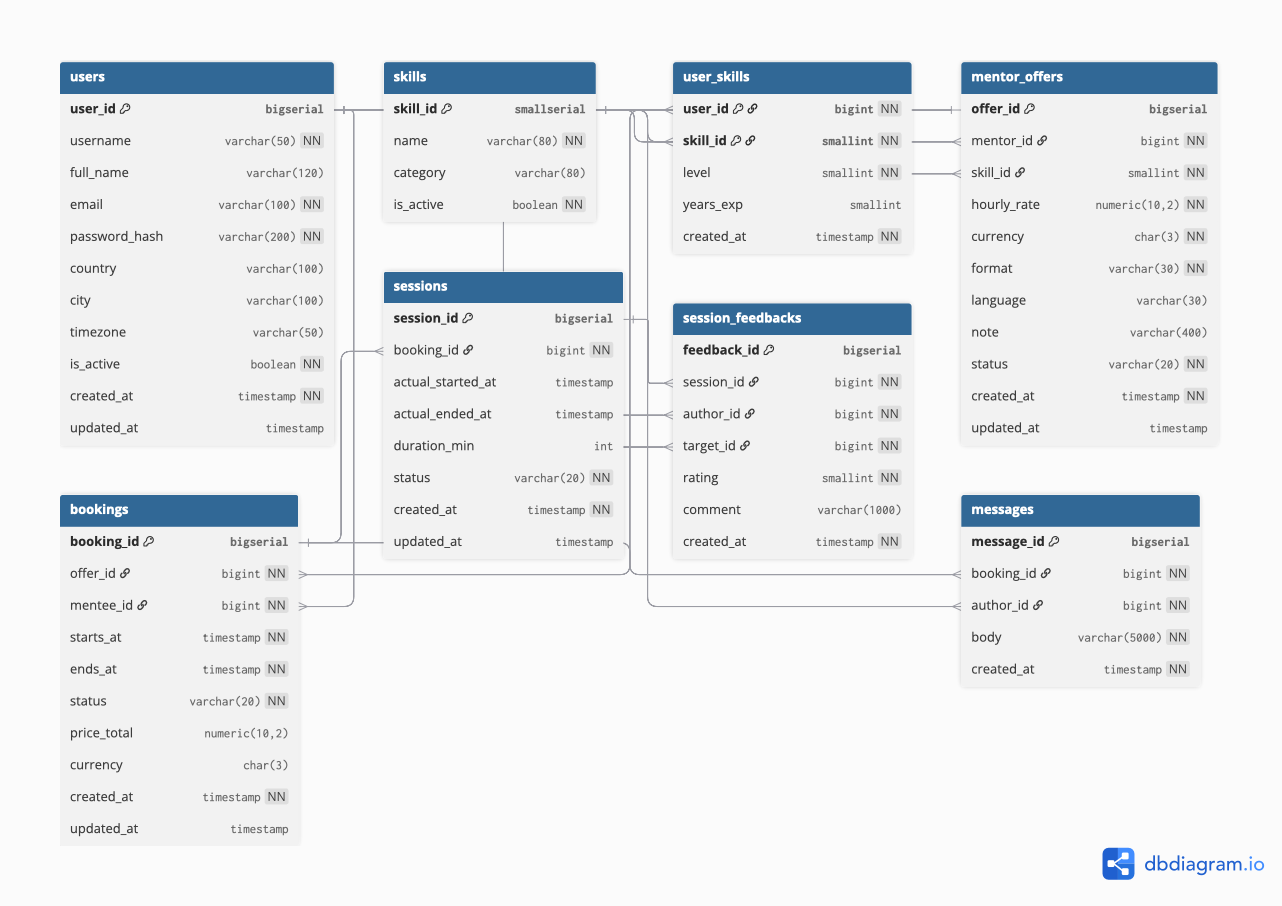 users
user_id bigserial
username varchar(50) NN
full_name varchar(120)
email varchar(100) NN
password_hash varchar(200) NN
country varchar(100)
city varchar(100)
timezone varchar(50)
is_active boolean NN
created_at timestamp NN
updated_at timestamp
skills
skill_id smallserial
name varchar(80) NN
category varchar(80)
is_active boolean NN
user_skills
user_id bigint NN
skill_id smallint NN
level smallint NN
years_exp smallint
created_at timestamp NN
mentor_offers
offer_id bigserial
mentor_id bigint NN
skill_id smallint NN
hourly_rate numeric(10,2) NN
currency char(3) NN
format varchar(30) NN
language varchar(30)
note varchar(400)
status varchar(20) NN
created_at timestamp NN
updated_at timestamp
sessions
session_id bigserial
booking_id bigint NN
actual_started_at timestamp
actual_ended_at timestamp
duration_min int
status varchar(20) NN
created_at timestamp NN
updated_at timestamp
session_feedbacks
feedback_id bigserial
session_id bigint NN
author_id bigint NN
target_id bigint NN
rating smallint NN
comment varchar(1000)
created_at timestamp NN
bookings
booking_id bigserial
offer_id bigint NN
mentee_id bigint NN
starts_at timestamp NN
ends_at timestamp NN
status varchar(20) NN
price_total numeric(10,2)
currency char(3)
created_at timestamp NN
updated_at timestamp
messages
message_id bigserial
booking_id bigint NN
author_id bigint NN
body varchar(5000) NN
created_at timestamp NN
dbdiagram.io